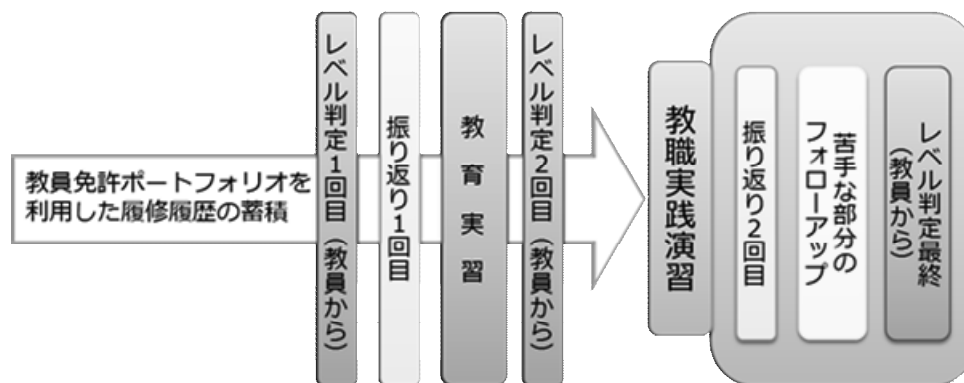 教員免許ポートフォリオを
利用した履修履歴の蓄積
レベル判定1回目(教員から)
振り返り1回目
教育実習
レベル判定2回目(教員から)
教職実践演習
振り返り2回目
苦手な部分の
フォローアップ
レベル判定最終
(教員から)